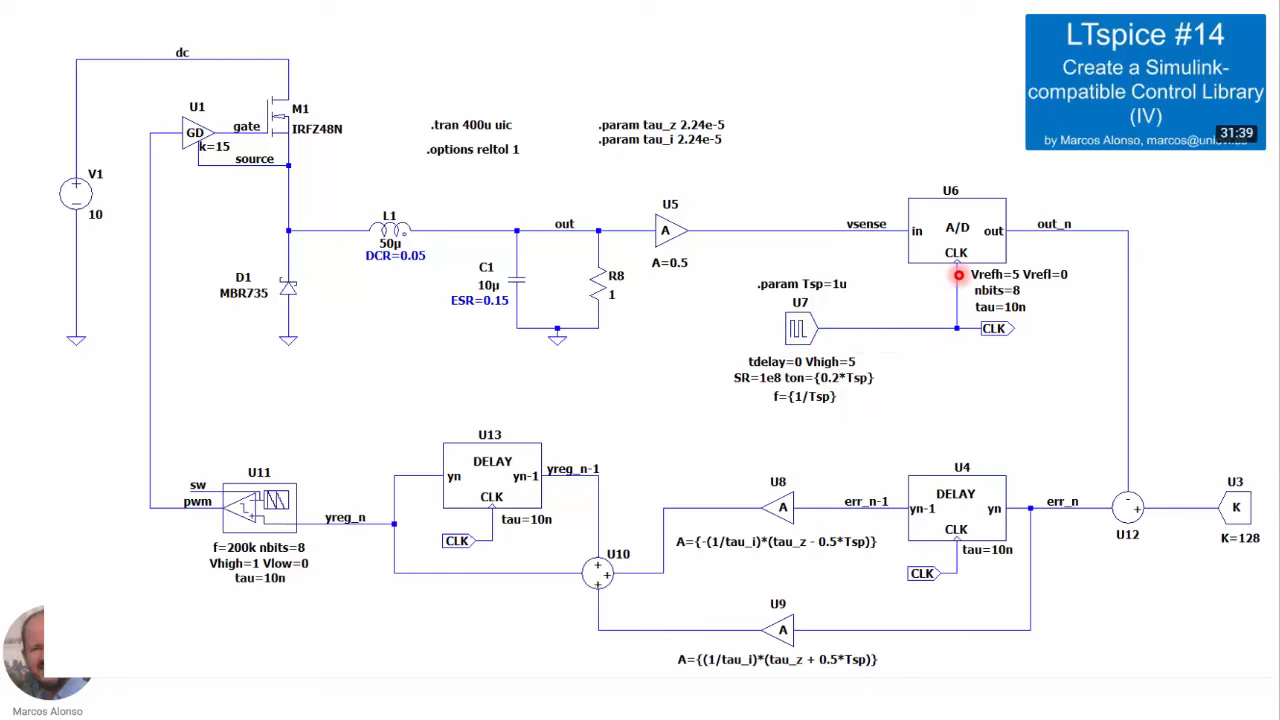 LTspice #14
Create a Simulink-
compatible Control Library
(IV)
31:39
by Marcos Alonso,
dc
U1
GD
gate
k=15
source
M1
IRFZ48N
.tran 400u uic
.options reltol 1
.param tau_z 2.24e-5
.param tau_i 2.24e-5
V1
10
L1
50µ
DCR=0.05
out
C1
10µ
ESR=0.15
R8
1
D1
MBR735
U5
A
A=0.5
vsense
U6
in
A/D
out
CLK
out_n
Vrefh=5 Vrefl=0
nbits=8
tau=10n
.param Tsp=1u
U7
CLK
tdelay=0 Vhigh=5
SR=1e8 ton={0.2*Tsp}
f={1/Tsp}
U11
sw
pwm
f=200k nbits=8
Vhigh=1 Vlow=0
tau=10n
yreg_n
U13
DELAY
yn
yn-1
CLK
yreg_n-1
tau=10n
CLK
U10
+
+
+
U8
A
A={-(1/tau_i)*(tau_z - 0.5*Tsp)}
err_n-1
U4
DELAY
yn-1
yn
CLK
tau=10n
CLK
err_n
-
+
U12
U3
K
K=128
U9
A
A={(1/tau_i)*(tau_z + 0.5*Tsp)}
Marcos Alonso